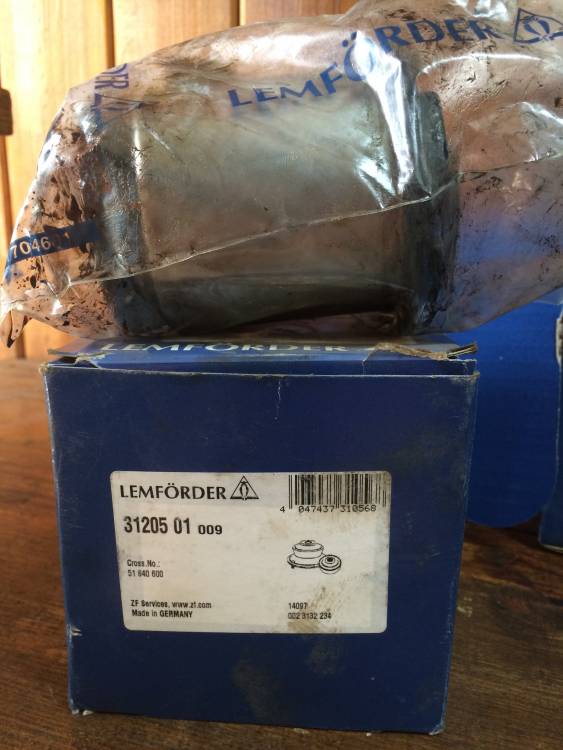 LEMFÖRDER
704601
LEMFÖRDER
LEMFÖRDER
31205 01 009
4 047437 310568
Cross.No.:
51 640 600
ZF Services, www.zf.com
Made in GERMANY
14097
002 3132 234